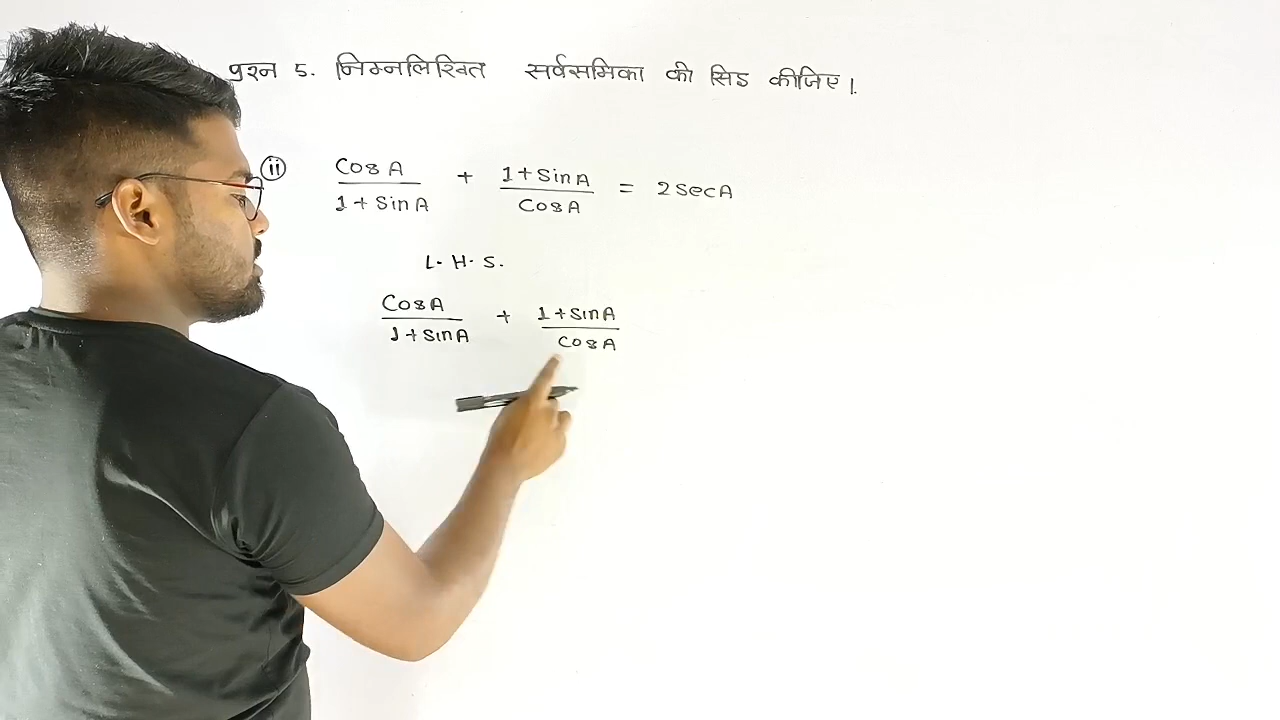 प्रश्न 5. निम्नलिखित सर्वसमिका की सिद्ध कीजिए।
(ii) CosA / 1+SinA + 1+SinA / CosA = 2SecA
L.H.S.
CosA / 1+SinA + 1+SinA / CosA